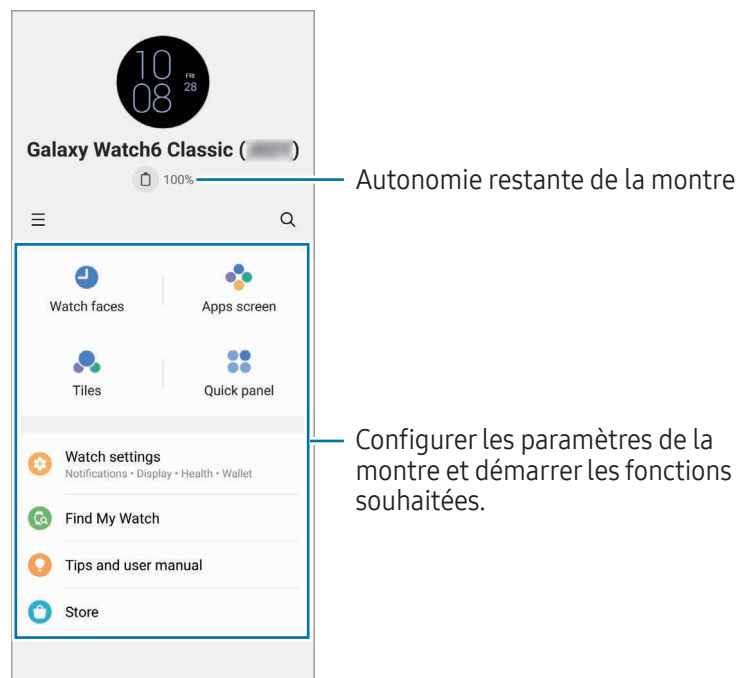 10
08
FRI
28
Galaxy Watch6 Classic ( )
100%
Autonomie restante de la montre
Watch faces
Apps screen
Tiles
Quick panel
Watch settings
Notifications • Display • Health • Wallet
Find My Watch
Tips and user manual
Store
Configurer les paramètres de la
montre et démarrer les fonctions
souhaitées.